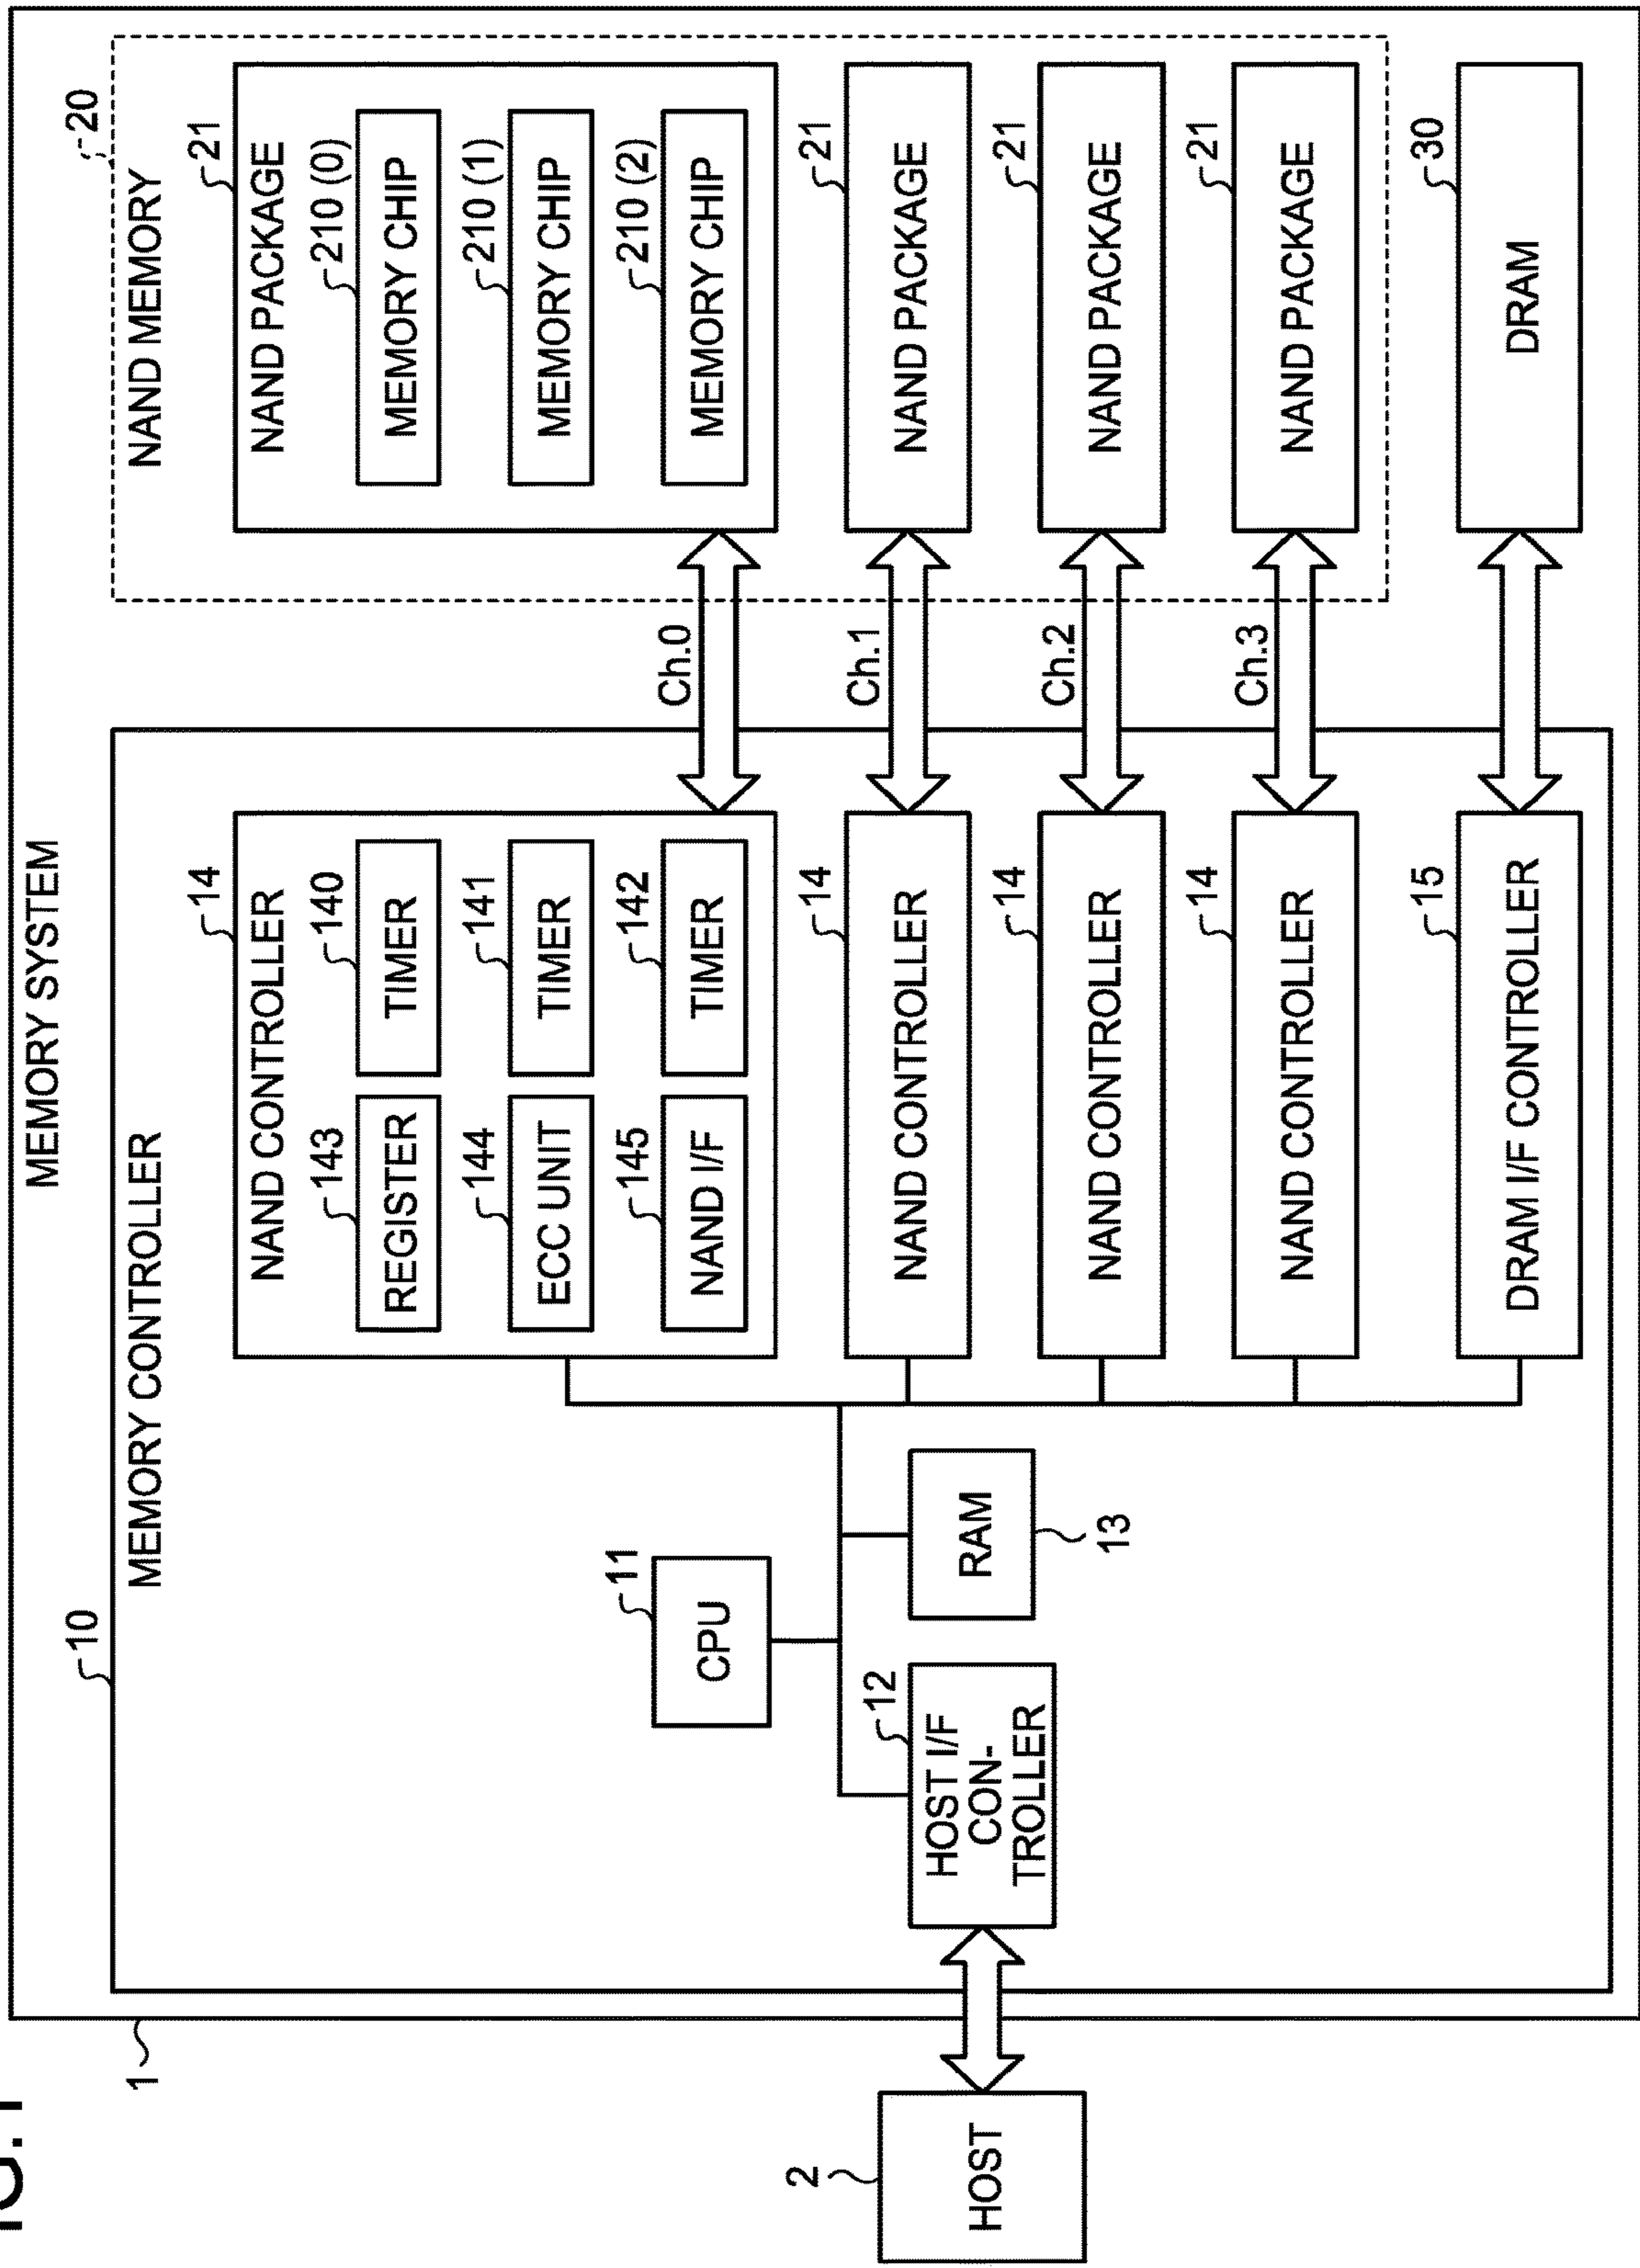 FIG. 1
MEMORY SYSTEM
1
10
MEMORY CONTROLLER
20
NAND MEMORY
14
NAND CONTROLLER
143
REGISTER
140
TIMER
144
ECC UNIT
141
TIMER
145
NAND I/F
142
TIMER
Ch.0
21
NAND PACKAGE
210 (0)
MEMORY CHIP
210 (1)
MEMORY CHIP
210 (2)
MEMORY CHIP
11
CPU
2
HOST
12
HOST I/F
CON-
TROLLER
RAM
13
14
NAND CONTROLLER
Ch.1
21
NAND PACKAGE
14
NAND CONTROLLER
Ch.2
21
NAND PACKAGE
14
NAND CONTROLLER
Ch.3
21
NAND PACKAGE
15
DRAM I/F CONTROLLER
30
DRAM